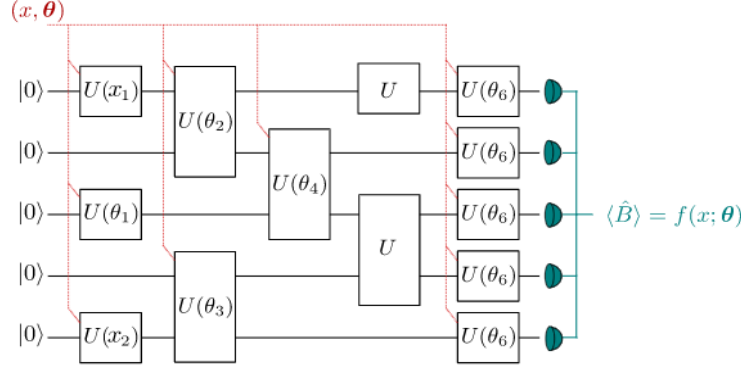 (x, θ)
|0⟩ U(x₁) U(θ₂) U U(θ₆)
|0⟩ U(θ₆)
U(θ₄)
|0⟩ U(θ₁) U(θ₆) ⟨B̂⟩ = f(x; θ)
U
|0⟩ U(θ₃) U(θ₆)
|0⟩ U(x₂) U(θ₆)